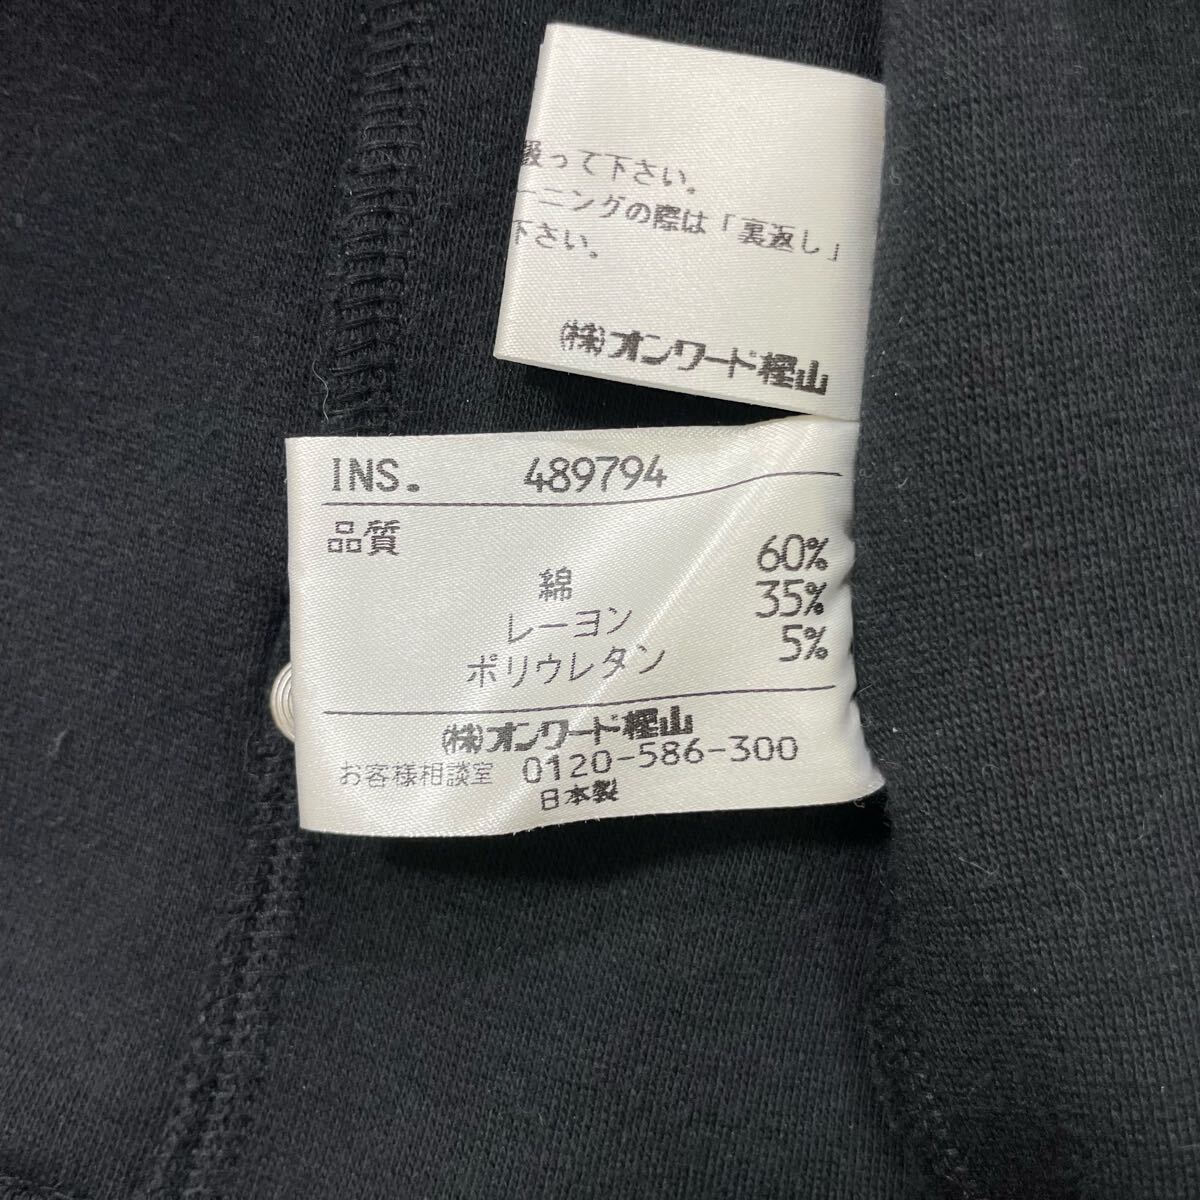 扱って下さい。
ーニングの際は「裏返し」
下さい。
㈱オンワード樫山
INS. 489794
品質
綿 60%
レーヨン 35%
ポリウレタン 5%
㈱オンワード樫山
お客様相談室 0120-586-300
日本製